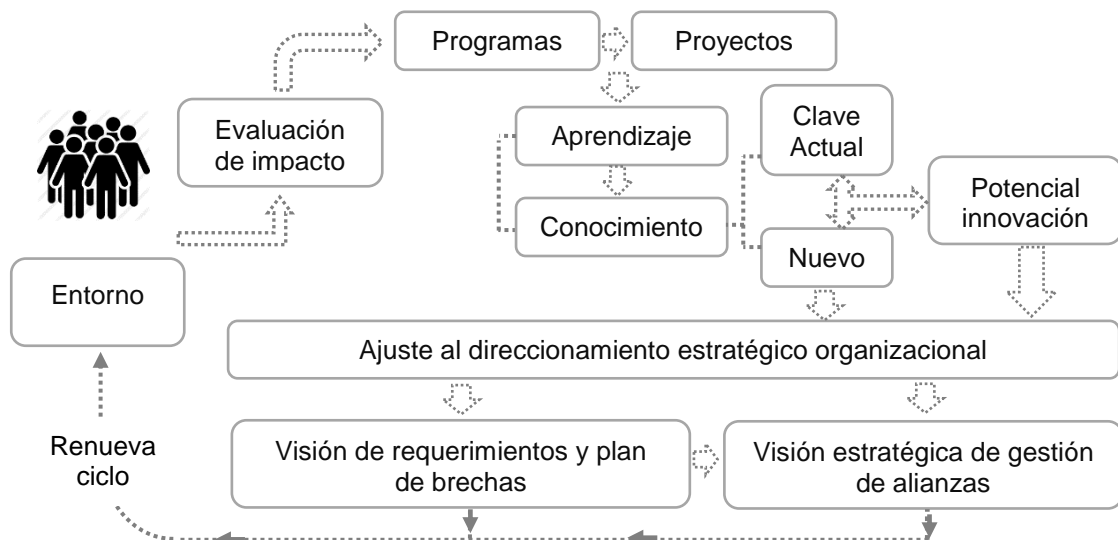 Programas
Proyectos
Evaluación
de impacto
Aprendizaje
Clave
Actual
Conocimiento
Potencial
innovación
Nuevo
Entorno
Ajuste al direccionamiento estratégico organizacional
Renueva
ciclo
Visión de requerimientos y plan
de brechas
Visión estratégica de gestión
de alianzas